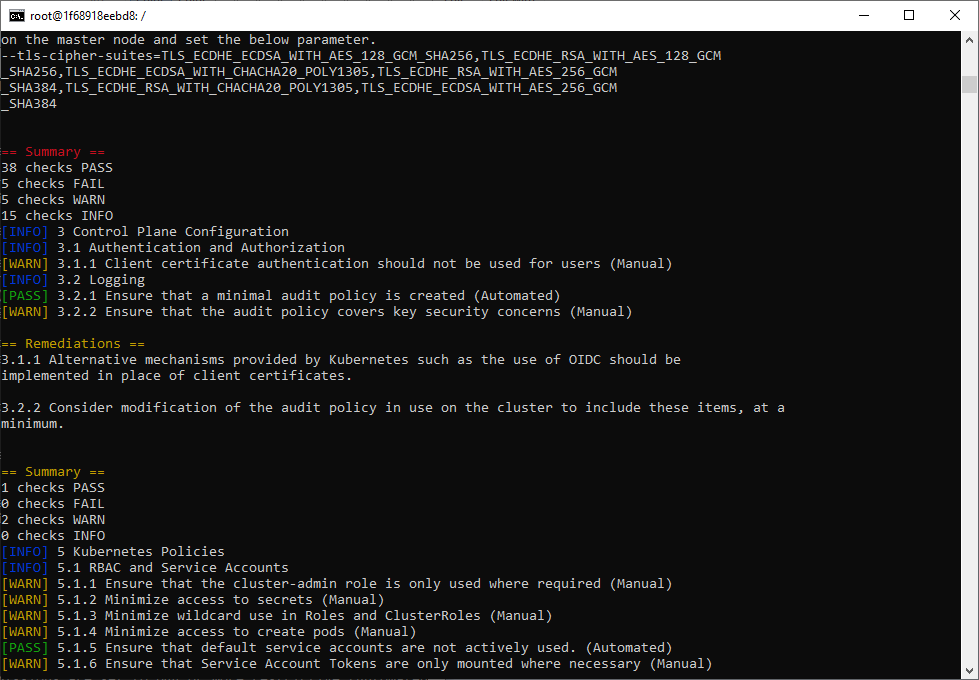 root@1f68918eebd8: /
on the master node and set the below parameter.
--tls-cipher-suites=TLS_ECDHE_ECDSA_WITH_AES_128_GCM_SHA256,TLS_ECDHE_RSA_WITH_AES_128_GCM
_SHA256,TLS_ECDHE_ECDSA_WITH_CHACHA20_POLY1305,TLS_ECDHE_RSA_WITH_AES_256_GCM
_SHA384,TLS_ECDHE_RSA_WITH_CHACHA20_POLY1305,TLS_ECDHE_ECDSA_WITH_AES_256_GCM
_SHA384
== Summary ==
38 checks PASS
5 checks FAIL
5 checks WARN
15 checks INFO
[INFO] 3 Control Plane Configuration
[INFO] 3.1 Authentication and Authorization
[WARN] 3.1.1 Client certificate authentication should not be used for users (Manual)
[INFO] 3.2 Logging
[PASS] 3.2.1 Ensure that a minimal audit policy is created (Automated)
[WARN] 3.2.2 Ensure that the audit policy covers key security concerns (Manual)
== Remediations ==
3.1.1 Alternative mechanisms provided by Kubernetes such as the use of OIDC should be
implemented in place of client certificates.
3.2.2 Consider modification of the audit policy in use on the cluster to include these items, at a
minimum.
== Summary ==
1 checks PASS
0 checks FAIL
2 checks WARN
0 checks INFO
[INFO] 5 Kubernetes Policies
[INFO] 5.1 RBAC and Service Accounts
[WARN] 5.1.1 Ensure that the cluster-admin role is only used where required (Manual)
[WARN] 5.1.2 Minimize access to secrets (Manual)
[WARN] 5.1.3 Minimize wildcard use in Roles and ClusterRoles (Manual)
[WARN] 5.1.4 Minimize access to create pods (Manual)
[PASS] 5.1.5 Ensure that default service accounts are not actively used. (Automated)
[WARN] 5.1.6 Ensure that Service Account Tokens are only mounted where necessary (Manual)